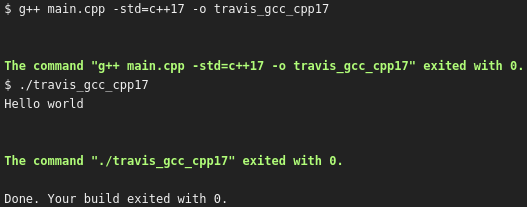 $ g++ main.cpp -std=c++17 -o travis_gcc_cpp17
The command "g++ main.cpp -std=c++17 -o travis_gcc_cpp17" exited with 0.
$ ./travis_gcc_cpp17
Hello world
The command "./travis_gcc_cpp17" exited with 0.
Done. Your build exited with 0.